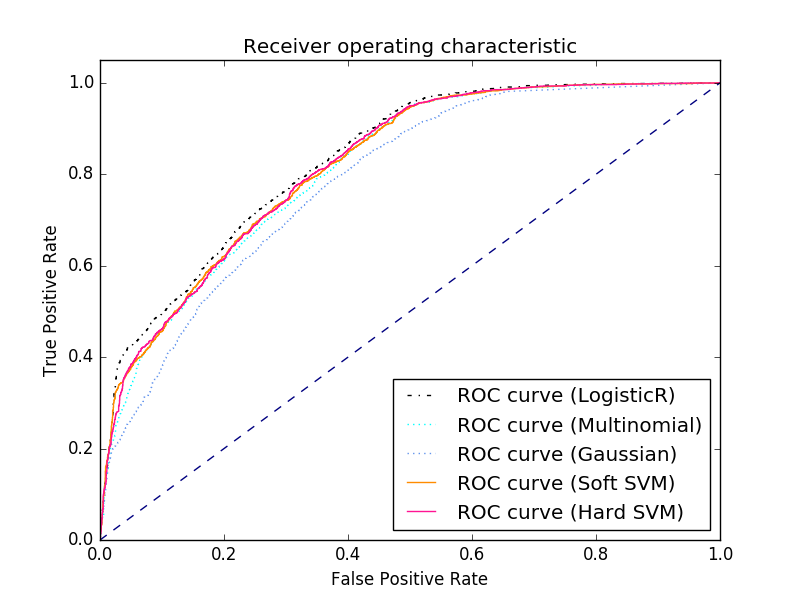 Receiver operating characteristic
1.0
0.8
0.6
0.4
0.2
0.0
True Positive Rate
ROC curve (LogisticR)
ROC curve (Multinomial)
ROC curve (Gaussian)
ROC curve (Soft SVM)
ROC curve (Hard SVM)
0.0 0.2 0.4 0.6 0.8 1.0
False Positive Rate